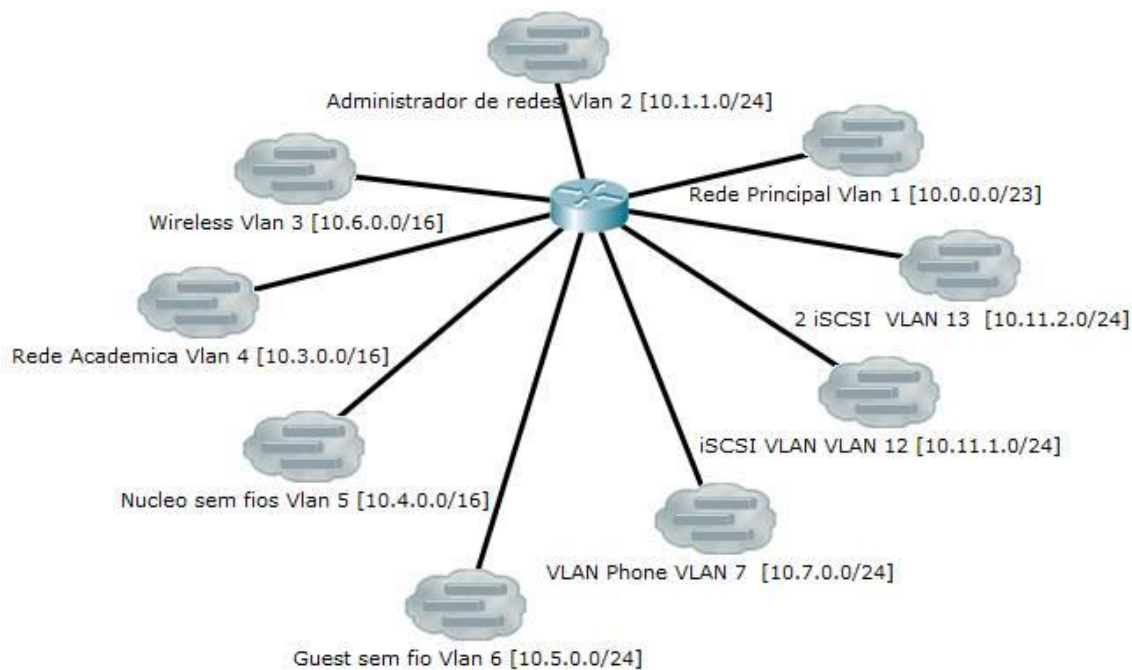 Administrador de redes Vlan 2 [10.1.1.0/24]
Rede Principal Vlan 1 [10.0.0.0/23]
Wireless Vlan 3 [10.6.0.0/16]
2 iSCSI VLAN 13 [10.11.2.0/24]
Rede Academica Vlan 4 [10.3.0.0/16]
iSCSI VLAN VLAN 12 [10.11.1.0/24]
Nucleo sem fios Vlan 5 [10.4.0.0/16]
VLAN Phone VLAN 7 [10.7.0.0/24]
Guest sem fio Vlan 6 [10.5.0.0/24]